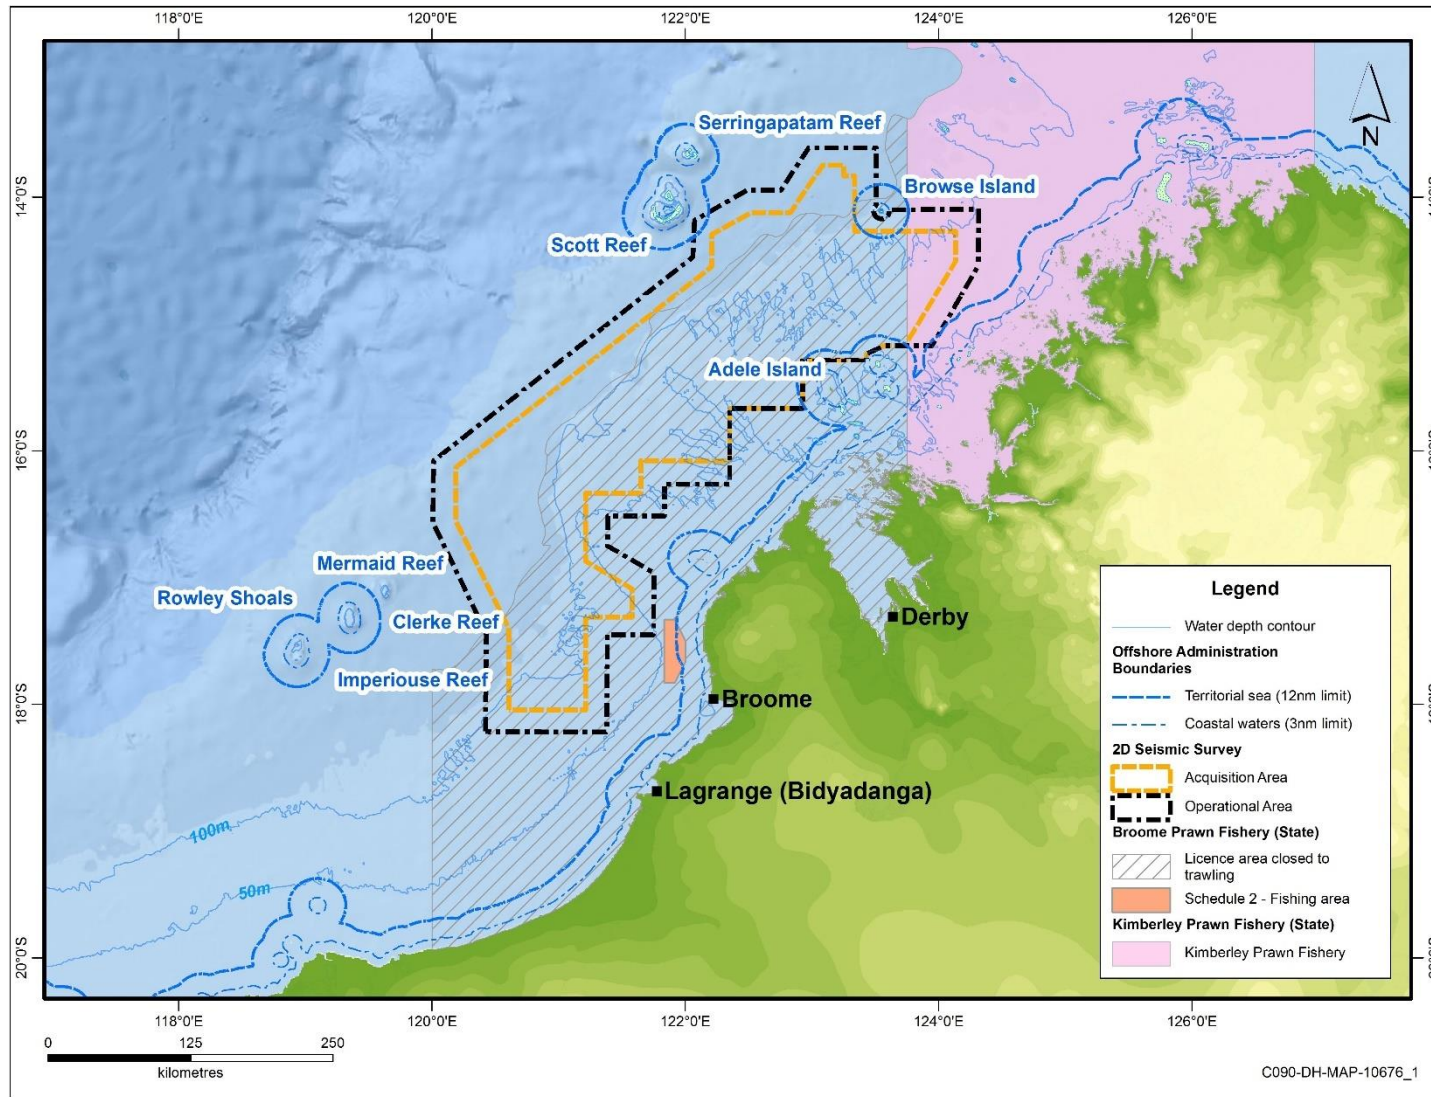 118°0'E 120°0'E 122°0'E 124°0'E 126°0'E
Serringapatam Reef
N
14°S
Browse Island
Scott Reef
Adele Island
16°S
Mermaid Reef
Rowley Shoals
Clerke Reef
Imperiouse Reef
Derby
18°S
Broome
Lagrange (Bidyadanga)
100m
50m
20°S
Legend
Water depth contour
Offshore Administration
Boundaries
Territorial sea (12nm limit)
Coastal waters (3nm limit)
2D Seismic Survey
Acquisition Area
Operational Area
Broome Prawn Fishery (State)
Licence area closed to
trawling
Schedule 2 - Fishing area
Kimberley Prawn Fishery (State)
Kimberley Prawn Fishery
118°0'E 120°0'E 122°0'E 124°0'E 126°0'E
0 125 250
kilometres
C090-DH-MAP-10676_1